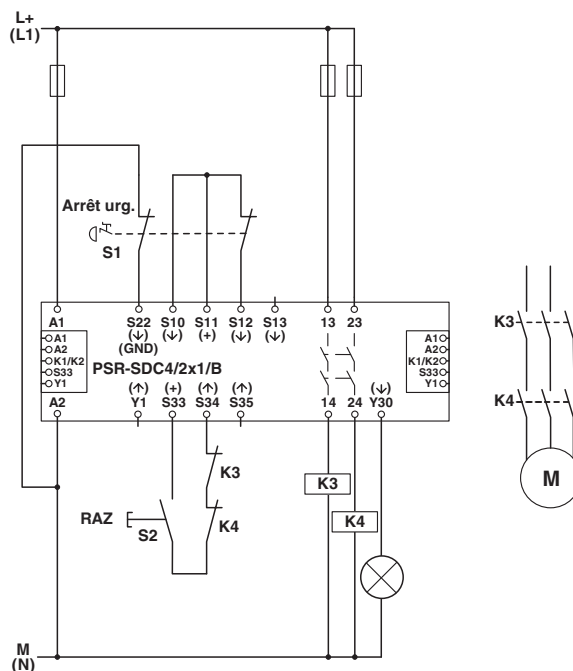 L+
(L1)
Arrêt urg.
S1
A1 S22 S10 S11 S12 S13 13 23
(↓) (↓) (+) (↓) (↓)
(GND)
A1
A2
K1/K2
S33
Y1
PSR-SDC4/2x1/B
A1
A2
K1/K2
S33
Y1
(↑) (+) (↑) (↑) (↓)
A2 Y1 S33 S34 S35 14 24 Y30
K3
K4
RAZ
S2
K3
K4
K3
K4
M
M
(N)